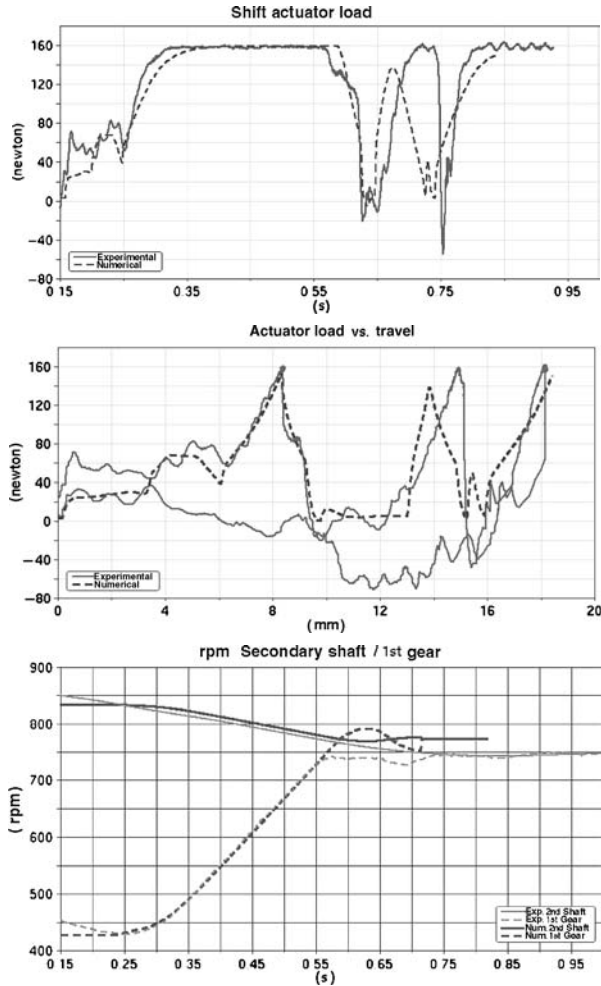 Shift actuator load
160
120
80
40
0
−40
−80
(newton)
Experimental
Numerical
0 15 0 35 0 55 0 75 0 95
(s)
Actuator load vs. travel
160
120
80
40
0
−40
−80
(newton)
Experimental
Numerical
0 4 8 12 16 20
(mm)
rpm Secondary shaft / 1st gear
900
850
800
750
600
450
400
(rpm)
Exp. 2nd Shaft
Exp. 1st Gear
Num. 2nd Shaft
Num. 1st Gear
0 15 0 25 0 35 0 45 0 55 0 65 0 75 0 85 0 95
(s)